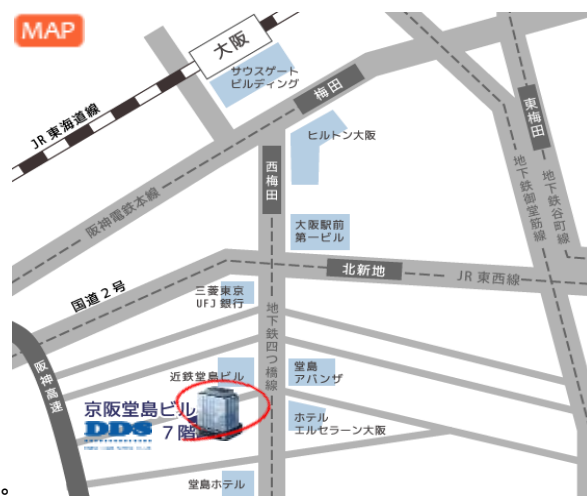 MAP
大阪
サウスゲート
ビルディング
JR東海道線
梅田
東梅田
ヒルトン大阪
西梅田
阪神電鉄本線
地下鉄御堂筋線
地下鉄谷町線
大阪駅前
第一ビル
北新地
JR東西線
国道2号
三菱東京
UFJ銀行
地下鉄四つ橋線
阪神高速
近鉄堂島ビル
堂島
アバンザ
京阪堂島ビル
DDS 7階
ホテル
エルセラーン大阪
堂島ホテル
。